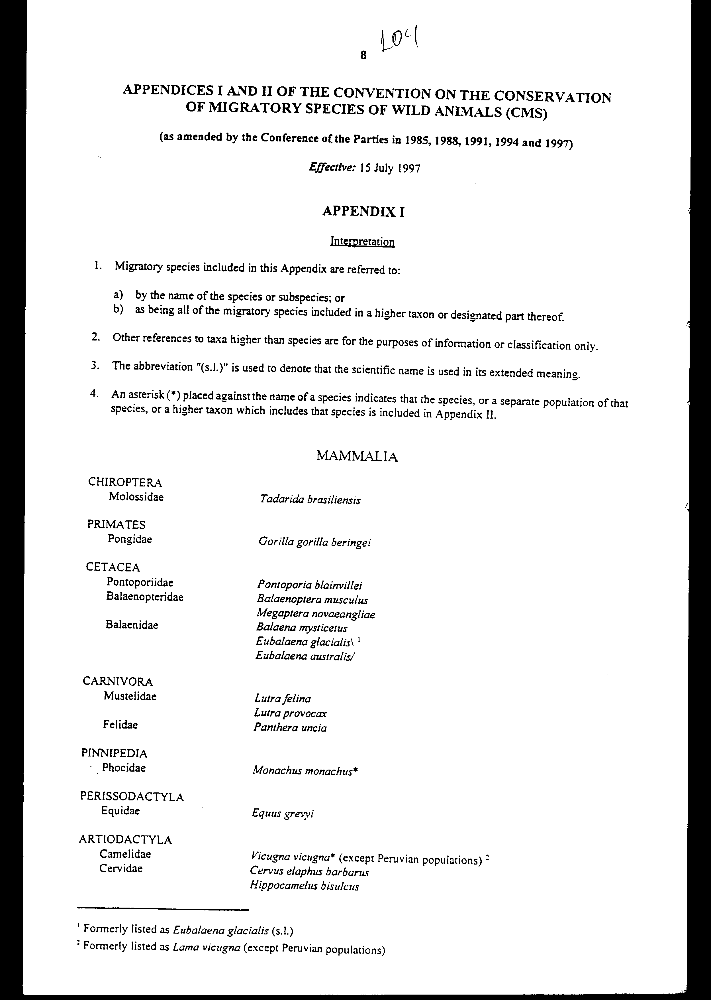 104
8
APPENDICES I AND II OF THE CONVENTION ON THE CONSERVATION
OF MIGRATORY SPECIES OF WILD ANIMALS (CMS)
(as amended by the Conference of the Parties in 1985, 1988, 1991, 1994 and 1997)
Effective: 15 July 1997
APPENDIX I
Interpretation
1. Migratory species included in this Appendix are referred to:
a) by the name of the species or subspecies; or
b) as being all of the migratory species included in a higher taxon or designated part thereof.
2. Other references to taxa higher than species are for the purposes of information or classification only.
3. The abbreviation "(s.l.)" is used to denote that the scientific name is used in its extended meaning.
4. An asterisk (*) placed against the name of a species indicates that the species, or a separate population of that
species, or a higher taxon which includes that species is included in Appendix II.
MAMMALIA
CHIROPTERA
Molossidae Tadarida brasiliensis
PRIMATES
Pongidae Gorilla gorilla beringei
CETACEA
Pontoporiidae Pontoporia blainvillei
Balaenopteridae Balaenoptera musculus
Megaptera novaeangliae
Balaenidae Balaena mysticetus
Eubalaena glacialis\ 1
Eubalaena australis/
CARNIVORA
Mustelidae Lutra felina
Lutra provocax
Felidae Panthera uncia
PINNIPEDIA
Phocidae Monachus monachus*
PERISSODACTYLA
Equidae Equus grevyi
ARTIODACTYLA
Camelidae Vicugna vicugna* (except Peruvian populations) 2
Cervidae Cervus elaphus barbarus
Hippocamelus bisulcus
1 Formerly listed as Eubalaena glacialis (s.l.)
2 Formerly listed as Lama vicugna (except Peruvian populations)